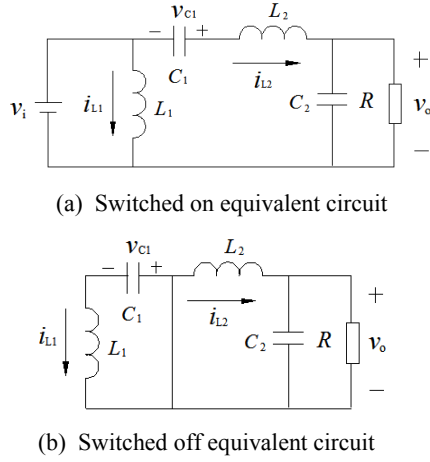 − v_C1 + L_2
C_1
v_i i_L1 L_1 i_L2 C_2 R + v_o −
(a) Switched on equivalent circuit
− v_C1 + L_2
C_1
i_L1 L_1 i_L2 C_2 R + v_o −
(b) Switched off equivalent circuit